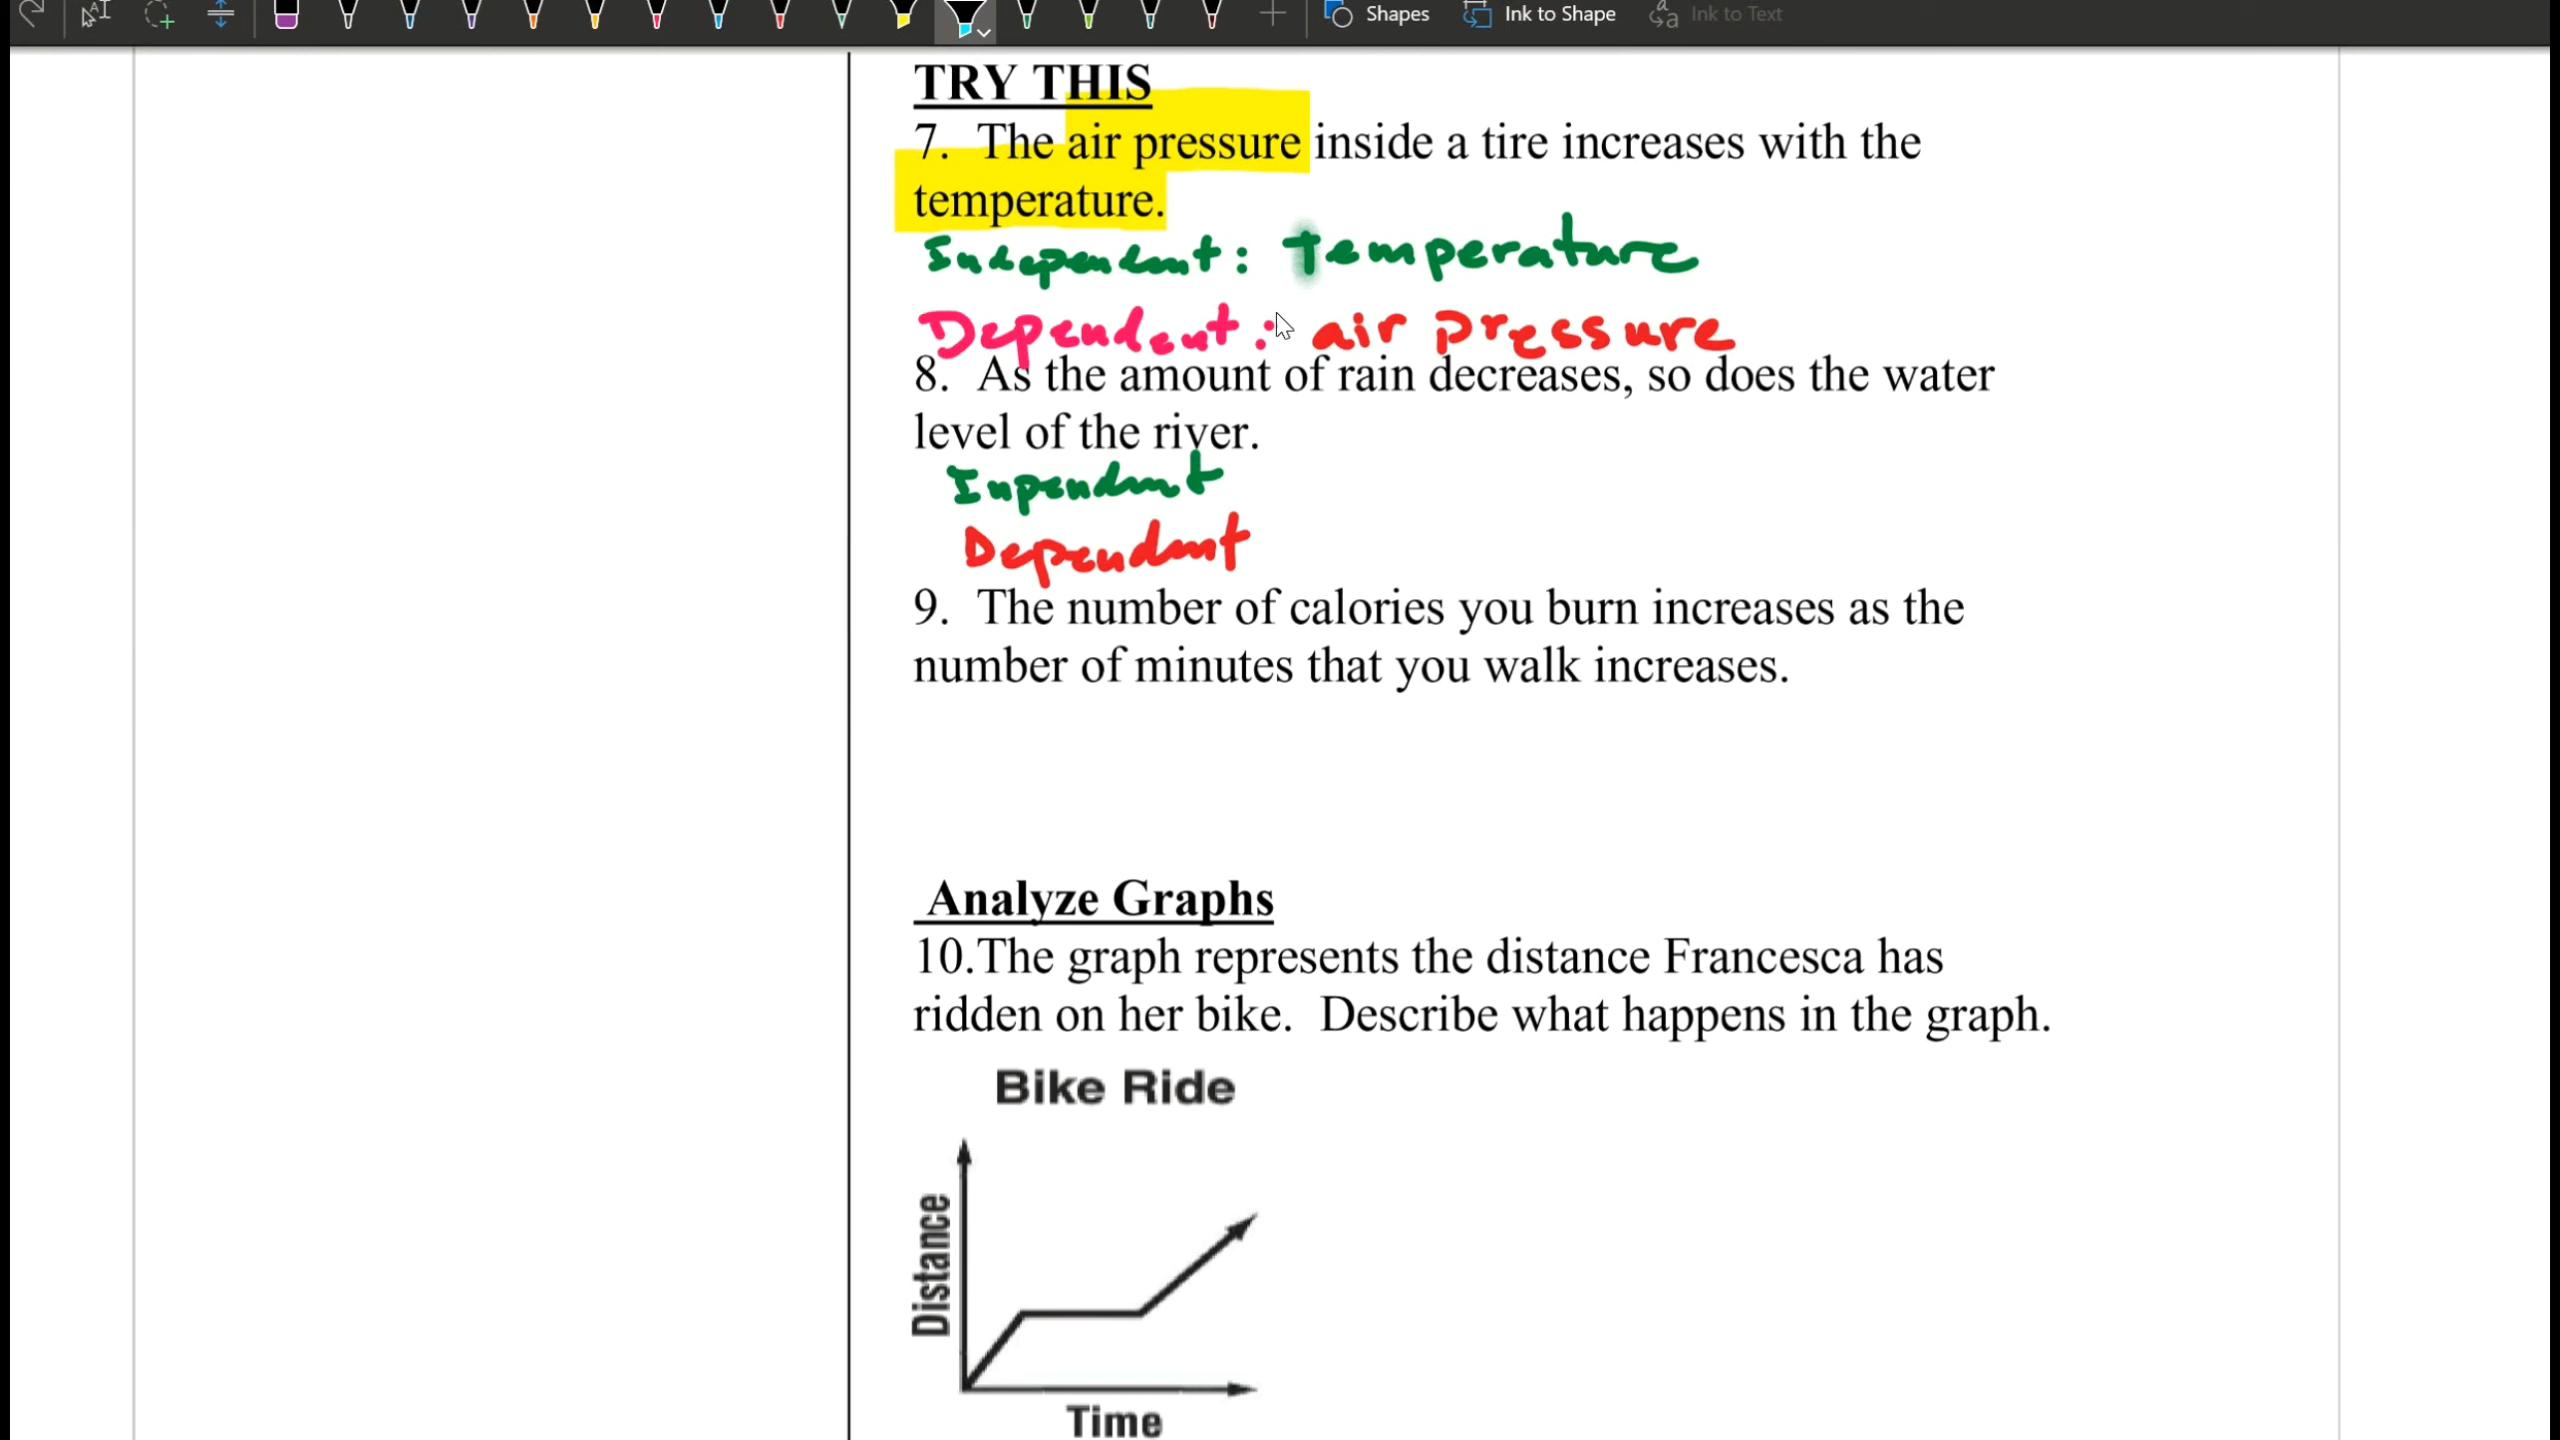 Shapes
Ink to Shape
Ink to Text
TRY THIS
7. The air pressure inside a tire increases with the
temperature.
Independent: temperature
Dependent: air pressure
8. As the amount of rain decreases, so does the water
level of the river.
Inpendent
Dependent
9. The number of calories you burn increases as the
number of minutes that you walk increases.
Analyze Graphs
10.The graph represents the distance Francesca has
ridden on her bike. Describe what happens in the graph.
Bike Ride
Distance
Time